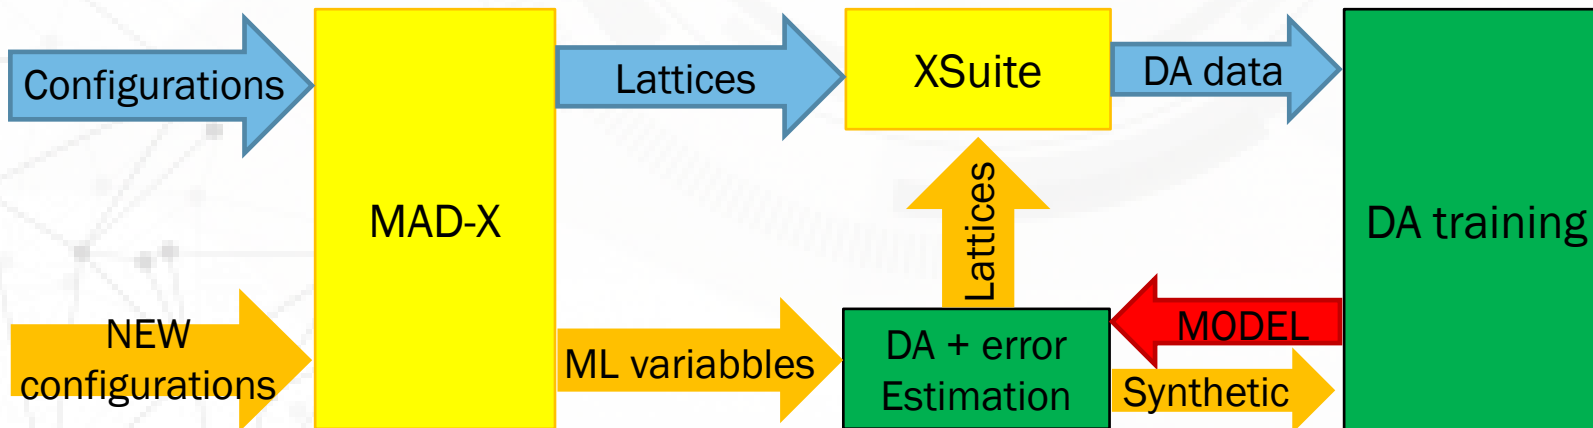 Configurations
Lattices
XSuite
DA data
MAD-X
Lattices
DA training
NEW
configurations
ML variabbles
DA + error
Estimation
MODEL
Synthetic